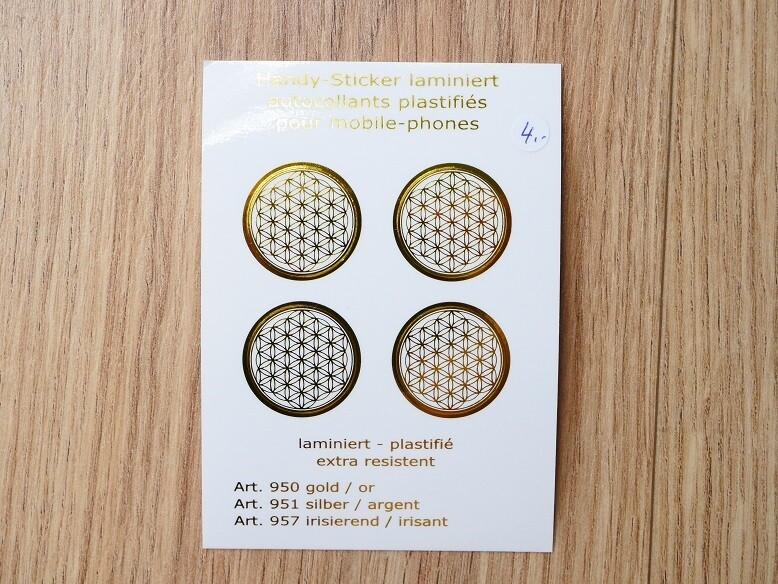 Handy-Sticker laminiert
autocollants plastifiés
pour mobile-phones
4.-
laminiert - plastifié
extra resistent
Art. 950 gold / or
Art. 951 silber / argent
Art. 957 irisierend / irisant